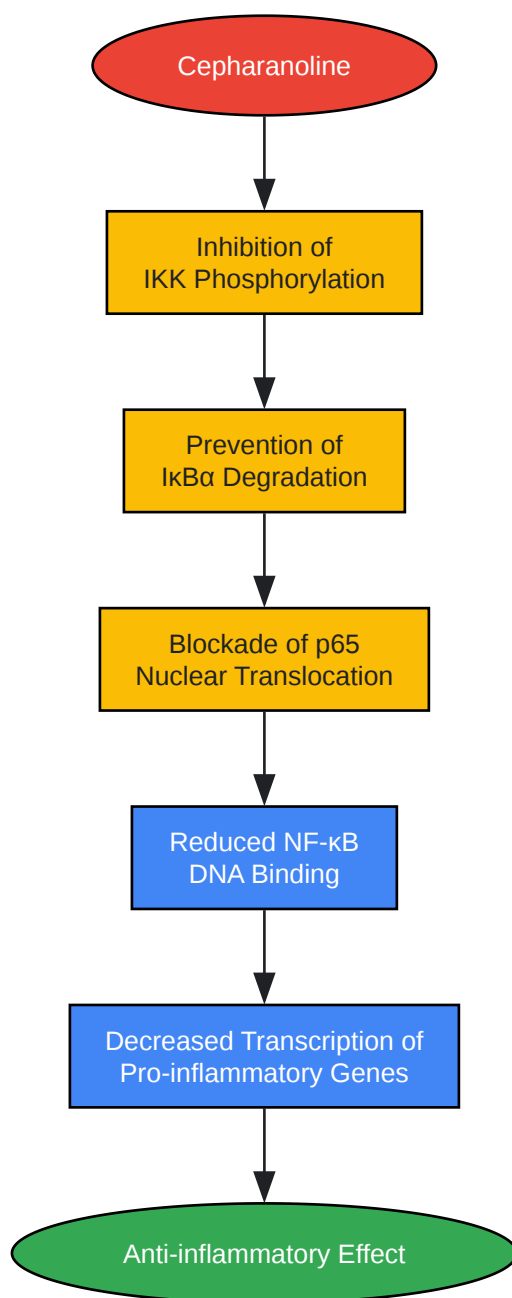 Cepharanoline
Inhibition of
IKK Phosphorylation
Prevention of
IκBα Degradation
Blockade of p65
Nuclear Translocation
Reduced NF-κB
DNA Binding
Decreased Transcription of
Pro-inflammatory Genes
Anti-inflammatory Effect